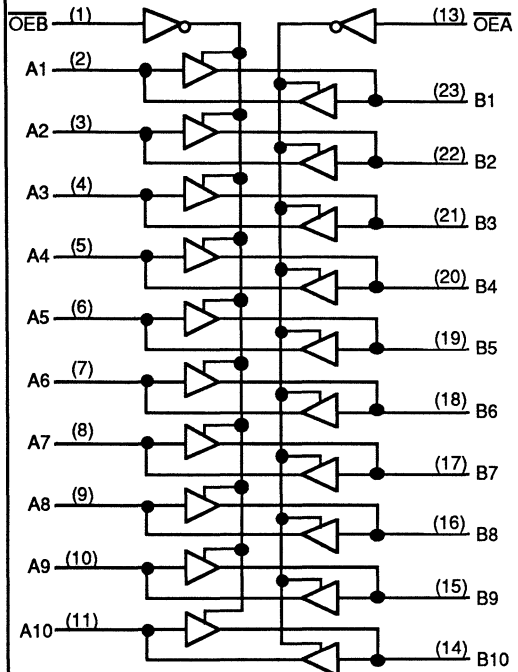 O̅E̅B̅ (1) (13) O̅E̅A̅
A1 (2)
(23) B1
A2 (3)
(22) B2
A3 (4)
(21) B3
A4 (5)
(20) B4
A5 (6)
(19) B5
A6 (7)
(18) B6
A7 (8)
(17) B7
A8 (9)
(16) B8
A9 (10)
(15) B9
A10 (11)
(14) B10